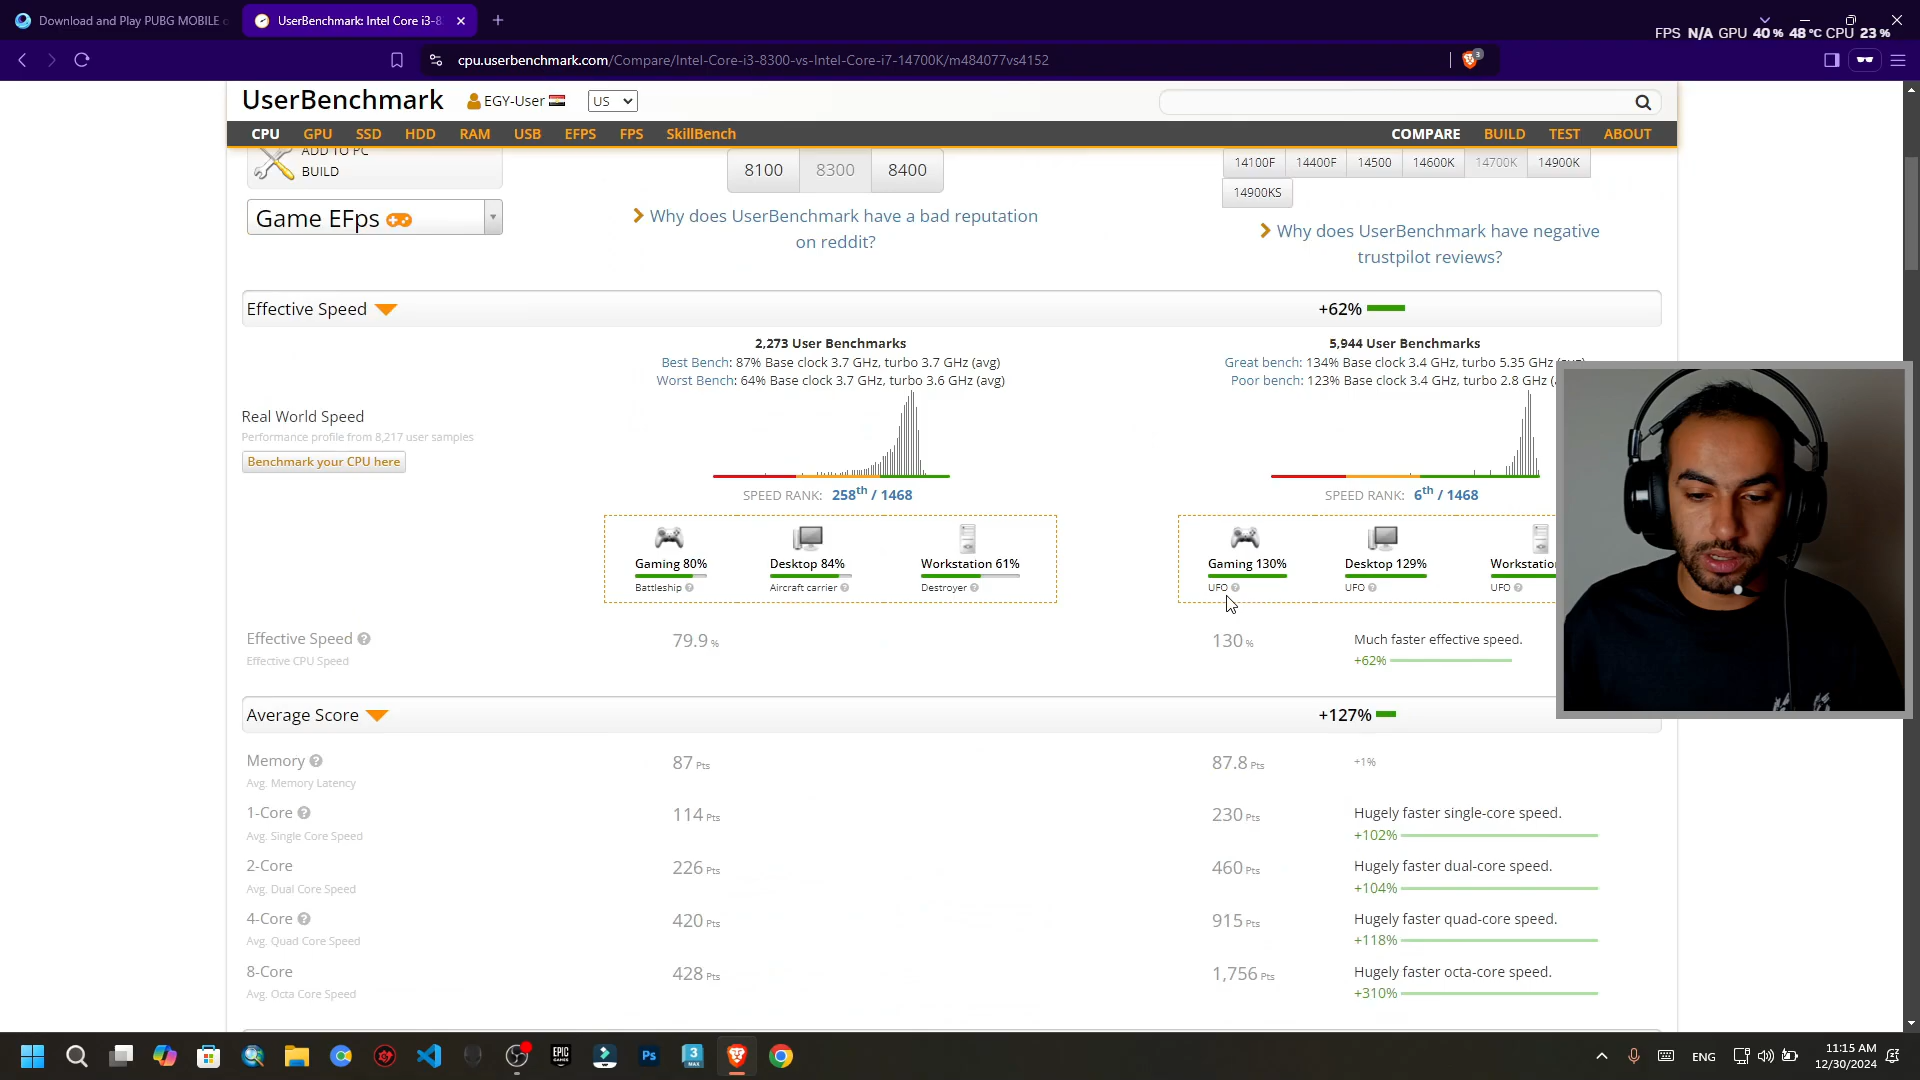 Download and Play PUBG MOBILE o
UserBenchmark: Intel Core i3-8
FPS N/A GPU 40 % 48 °C CPU 23 %
cpu.userbenchmark.com/Compare/Intel-Core-i3-8300-vs-Intel-Core-i7-14700K/m484077vs4152
3
UserBenchmark
EGY-User
US
CPU GPU SSD HDD RAM USB EFPS FPS SkillBench
COMPARE BUILD TEST ABOUT
ADD TO PC
BUILD
Game EFps
8100 8300 8400
Why does UserBenchmark have a bad reputation
on reddit?
14100F 14400F 14500 14600K 14700K 14900K
14900KS
Why does UserBenchmark have negative
trustpilot reviews?
Effective Speed
+62%
2,273 User Benchmarks
Best Bench: 87% Base clock 3.7 GHz, turbo 3.7 GHz (avg)
Worst Bench: 64% Base clock 3.7 GHz, turbo 3.6 GHz (avg)
5,944 User Benchmarks
Great bench: 134% Base clock 3.4 GHz, turbo 5.35 GHz (avg)
Poor bench: 123% Base clock 3.4 GHz, turbo 2.8 GHz (
Real World Speed
Performance profile from 8,217 user samples
Benchmark your CPU here
SPEED RANK: 258th / 1468
SPEED RANK: 6th / 1468
Gaming 80% Desktop 84% Workstation 61%
Battleship Aircraft carrier Destroyer
Gaming 130% Desktop 129% Workstation
UFO UFO UFO
Effective Speed
Effective CPU Speed
79.9 %
130 %
Much faster effective speed.
+62%
Average Score
+127%
Memory
Avg. Memory Latency
87 Pts
87.8 Pts
+1%
1-Core
Avg. Single Core Speed
114 Pts
230 Pts
Hugely faster single-core speed.
+102%
2-Core
Avg. Dual Core Speed
226 Pts
460 Pts
Hugely faster dual-core speed.
+104%
4-Core
Avg. Quad Core Speed
420 Pts
915 Pts
Hugely faster quad-core speed.
+118%
8-Core
Avg. Octa Core Speed
428 Pts
1,756 Pts
Hugely faster octa-core speed.
+310%
EPIC
GAMES
Ps
3
MAX
ENG
11:15 AM
12/30/2024